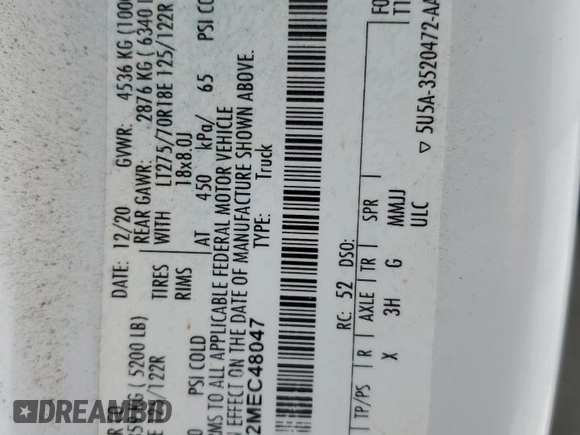 DATE: 12/20 GVWR: 4536 KG (1000
REAR GAWR: 2876 KG ( 6340 L
5200 LB) TIRES WITH LT275/70R18E 125/122R
/122R RIMS 18x8.0J
PSI COLD AT 450 kPa/ 65 PSI CO
RMS TO ALL APPLICABLE FEDERAL MOTOR VEHICLE
EFFECT ON THE DATE OF MANUFACTURE SHOWN ABOVE.
2MEC48047 TYPE: Truck
RC: 52 DSO:
TP/PS R AXLE TR SPR
X 3H G MMJJ
ULC
▽ 5U5A-3520472-AA
DREAMBID